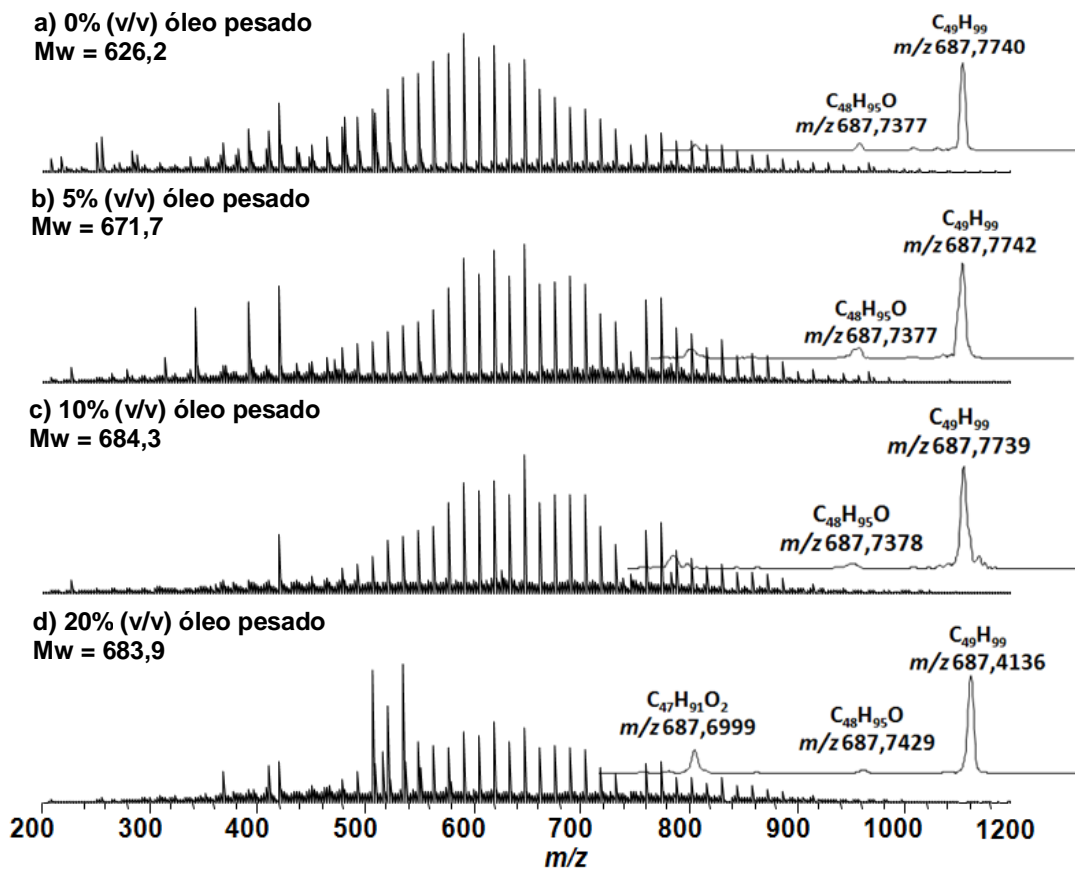 a) 0% (v/v) óleo pesado
Mw = 626,2
C₄₉H₉₉
m/z 687,7740
C₄₈H₉₅O
m/z 687,7377
b) 5% (v/v) óleo pesado
Mw = 671,7
C₄₉H₉₉
m/z 687,7742
C₄₈H₉₅O
m/z 687,7377
c) 10% (v/v) óleo pesado
Mw = 684,3
C₄₉H₉₉
m/z 687,7739
C₄₈H₉₅O
m/z 687,7378
d) 20% (v/v) óleo pesado
Mw = 683,9
C₄₉H₉₉
m/z 687,4136
C₄₇H₉₁O₂
m/z 687,6999
C₄₈H₉₅O
m/z 687,7429
200 300 400 500 600 700 800 900 1000 1200
m/z